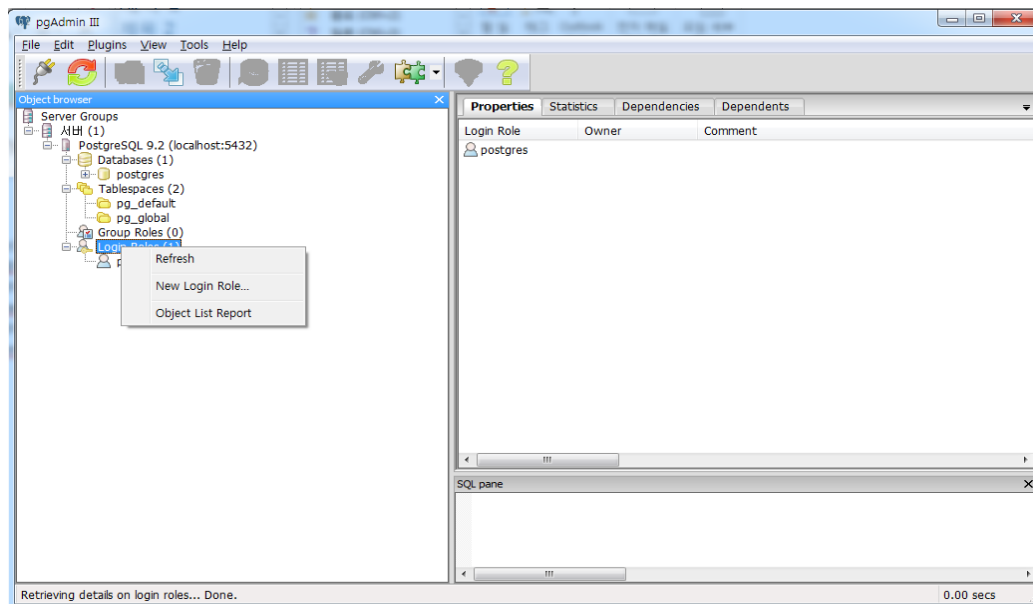 pgAdmin III
File Edit Plugins View Tools Help
Object browser
Server Groups
서버 (1)
PostgreSQL 9.2 (localhost:5432)
Databases (1)
postgres
Tablespaces (2)
pg_default
pg_global
Group Roles (0)
Login Roles (1)
Refresh
New Login Role...
Object List Report
Properties Statistics Dependencies Dependents
Login Role Owner Comment
postgres
SQL pane
Retrieving details on login roles... Done. 0.00 secs